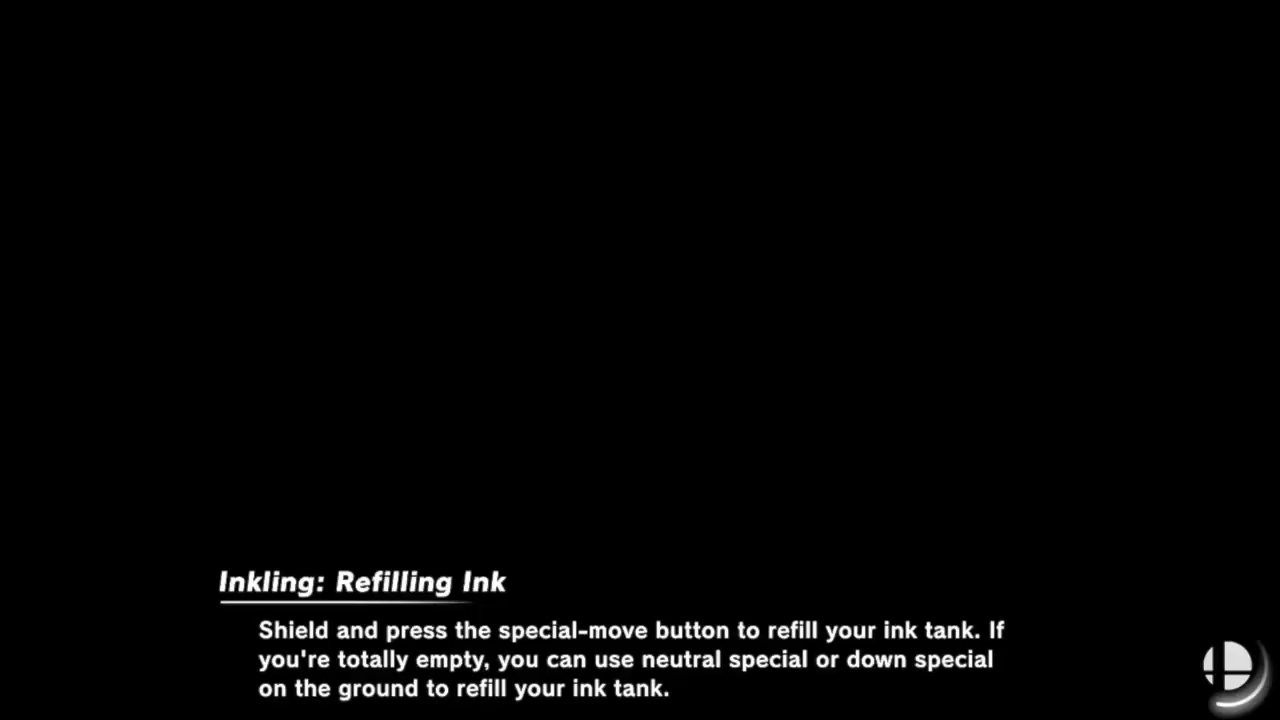 Inkling: Refilling Ink
Shield and press the special-move button to refill your ink tank. If
you're totally empty, you can use neutral special or down special
on the ground to refill your ink tank.